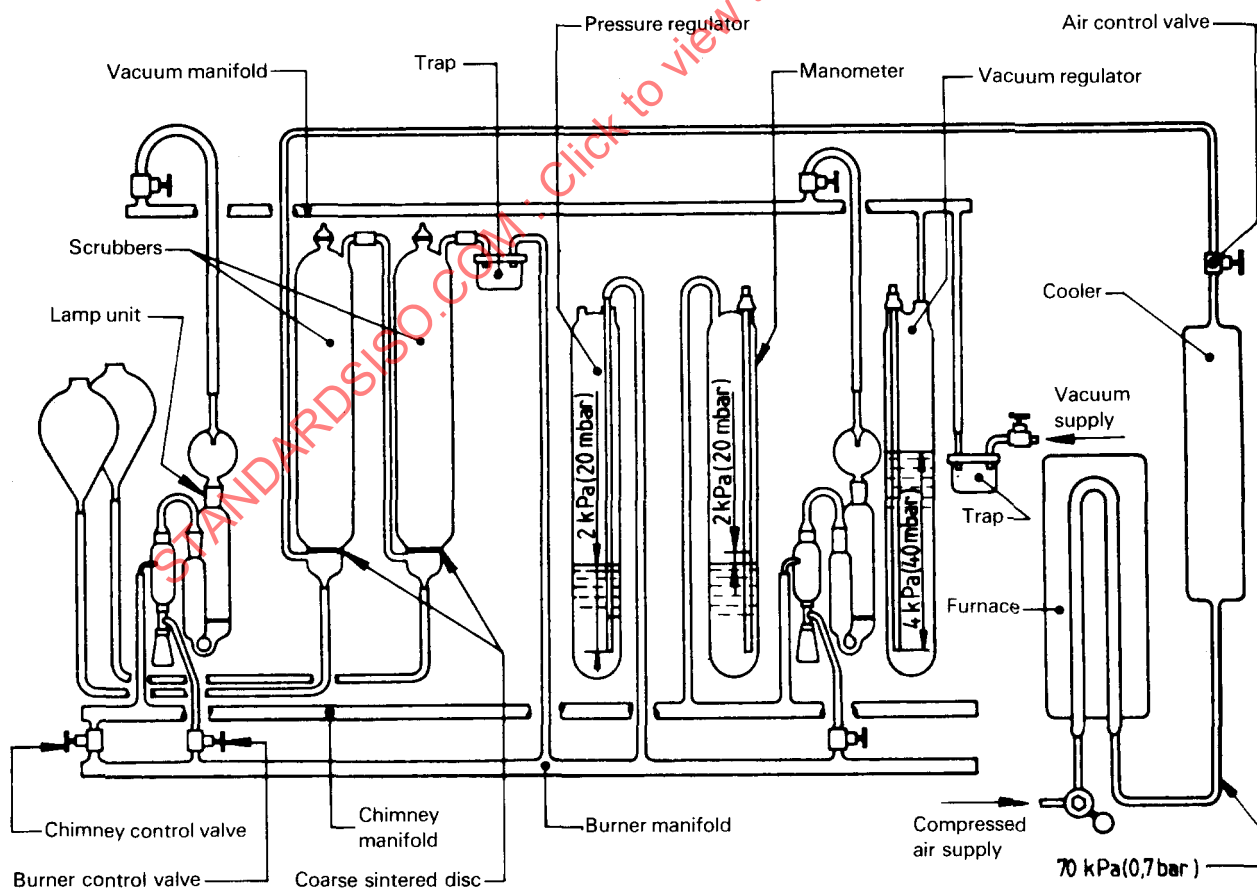 Pressure regulator
Air control valve
Trap
Vacuum manifold
Manometer
Vacuum regulator
Scrubbers
Lamp unit
Cooler
Vacuum
supply
2 kPa (20 mbar)
2 kPa (20 mbar)
4 kPa (40 mbar)
Trap
Furnace
Chimney control valve
Chimney
manifold
Burner manifold
Compressed
air supply
Burner control valve
Coarse sintered disc
70 kPa (0,7 bar)
STANDARDSISO.COM : Click to view